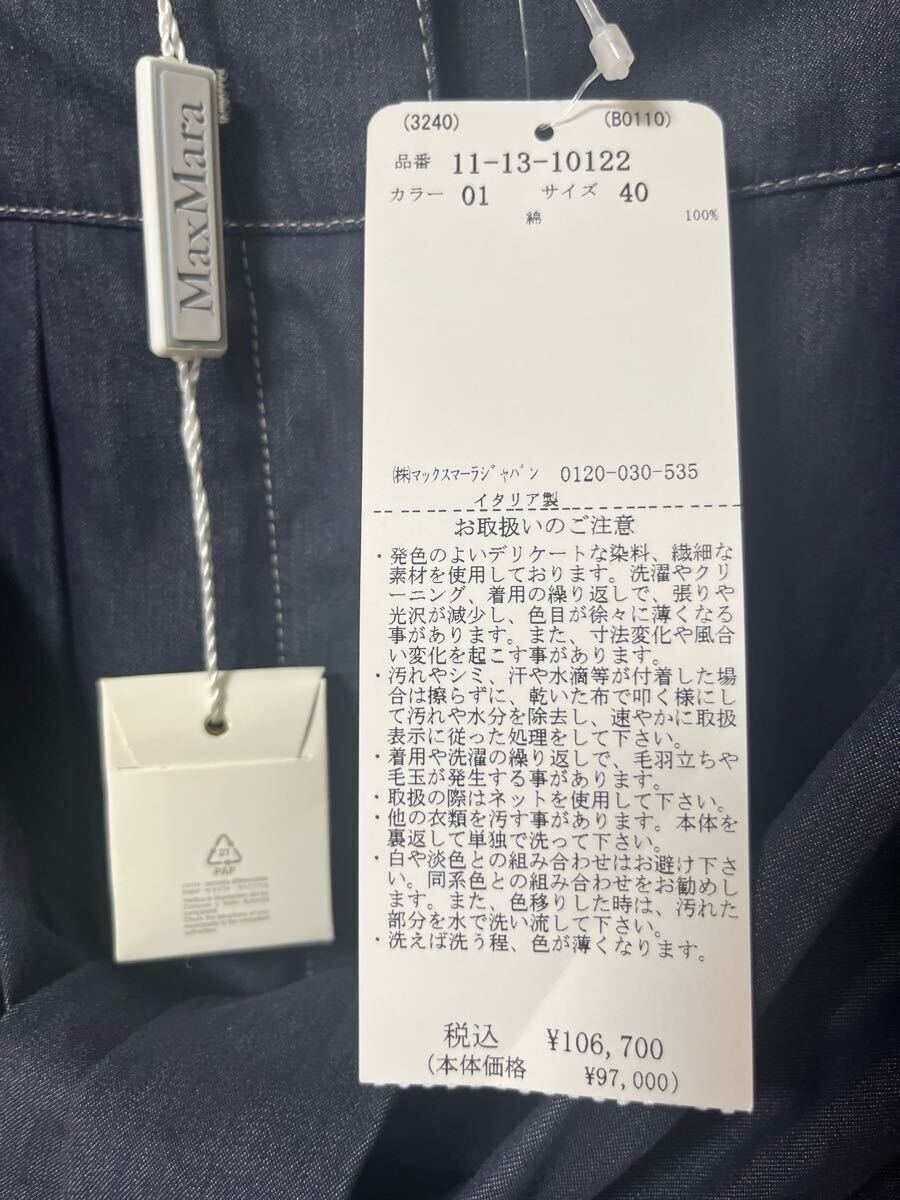 MaxMara
(3240) (B0110)
品番 11-13-10122
カラー 01 サイズ 40
綿 100%
㈱マックスマーラジャパン 0120-030-535
イタリア製
お取扱いのご注意
・発色のよいデリケートな染料、繊細な
素材を使用しております。洗濯やクリ
ーニング、着用の繰り返しで、張りや
光沢が減少し、色目が徐々に薄くなる
事があります。また、寸法変化や風合
い変化を起こす事があります。
・汚れやシミ、汗や水滴等が付着した場
合は擦らずに、乾いた布で叩く様にし
て汚れや水分を除去し、速やかに取扱
表示に従った処理をして下さい。
・着用や洗濯の繰り返しで、毛羽立ちや
毛玉が発生する事があります。
・取扱の際はネットを使用して下さい。
・他の衣類を汚す事があります。本体を
裏返して単独で洗って下さい。
・白や淡色との組み合わせはお避け下さ
い。同系色との組み合わせをお勧めし
ます。また、色移りした時は、汚れた
部分を水で洗い流して下さい。
・洗えば洗う程、色が薄くなります。
税込 ¥106,700
(本体価格 ¥97,000)
21
PAP